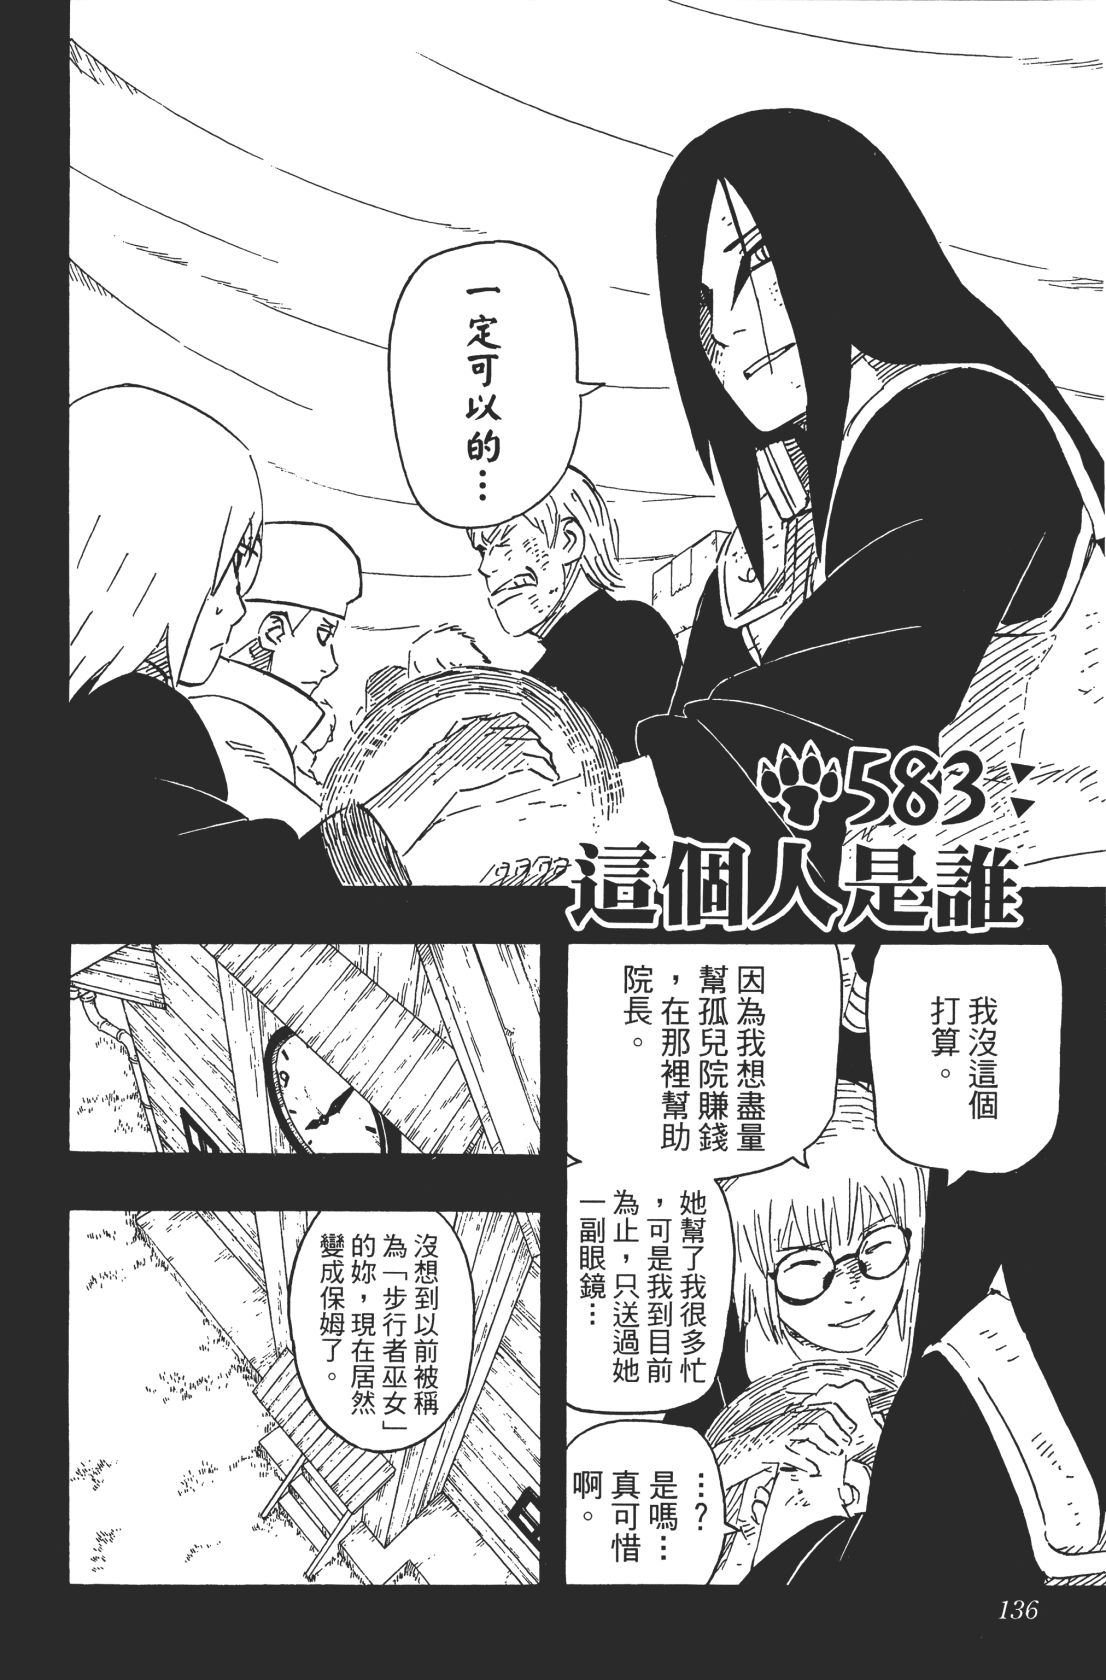 一定可以的…
583：
這個人是誰
我沒這個
打算。
因為我想盡量
幫孤兒院賺錢
，在那裡幫助
院長。
她幫了我很多忙
，可是我到目前
為止，只送過她
一副眼鏡…
…？
是嗎…
真可惜
啊。
沒想到以前被稱
為「步行者巫女」
的妳，現在居然
變成保姆了。
136